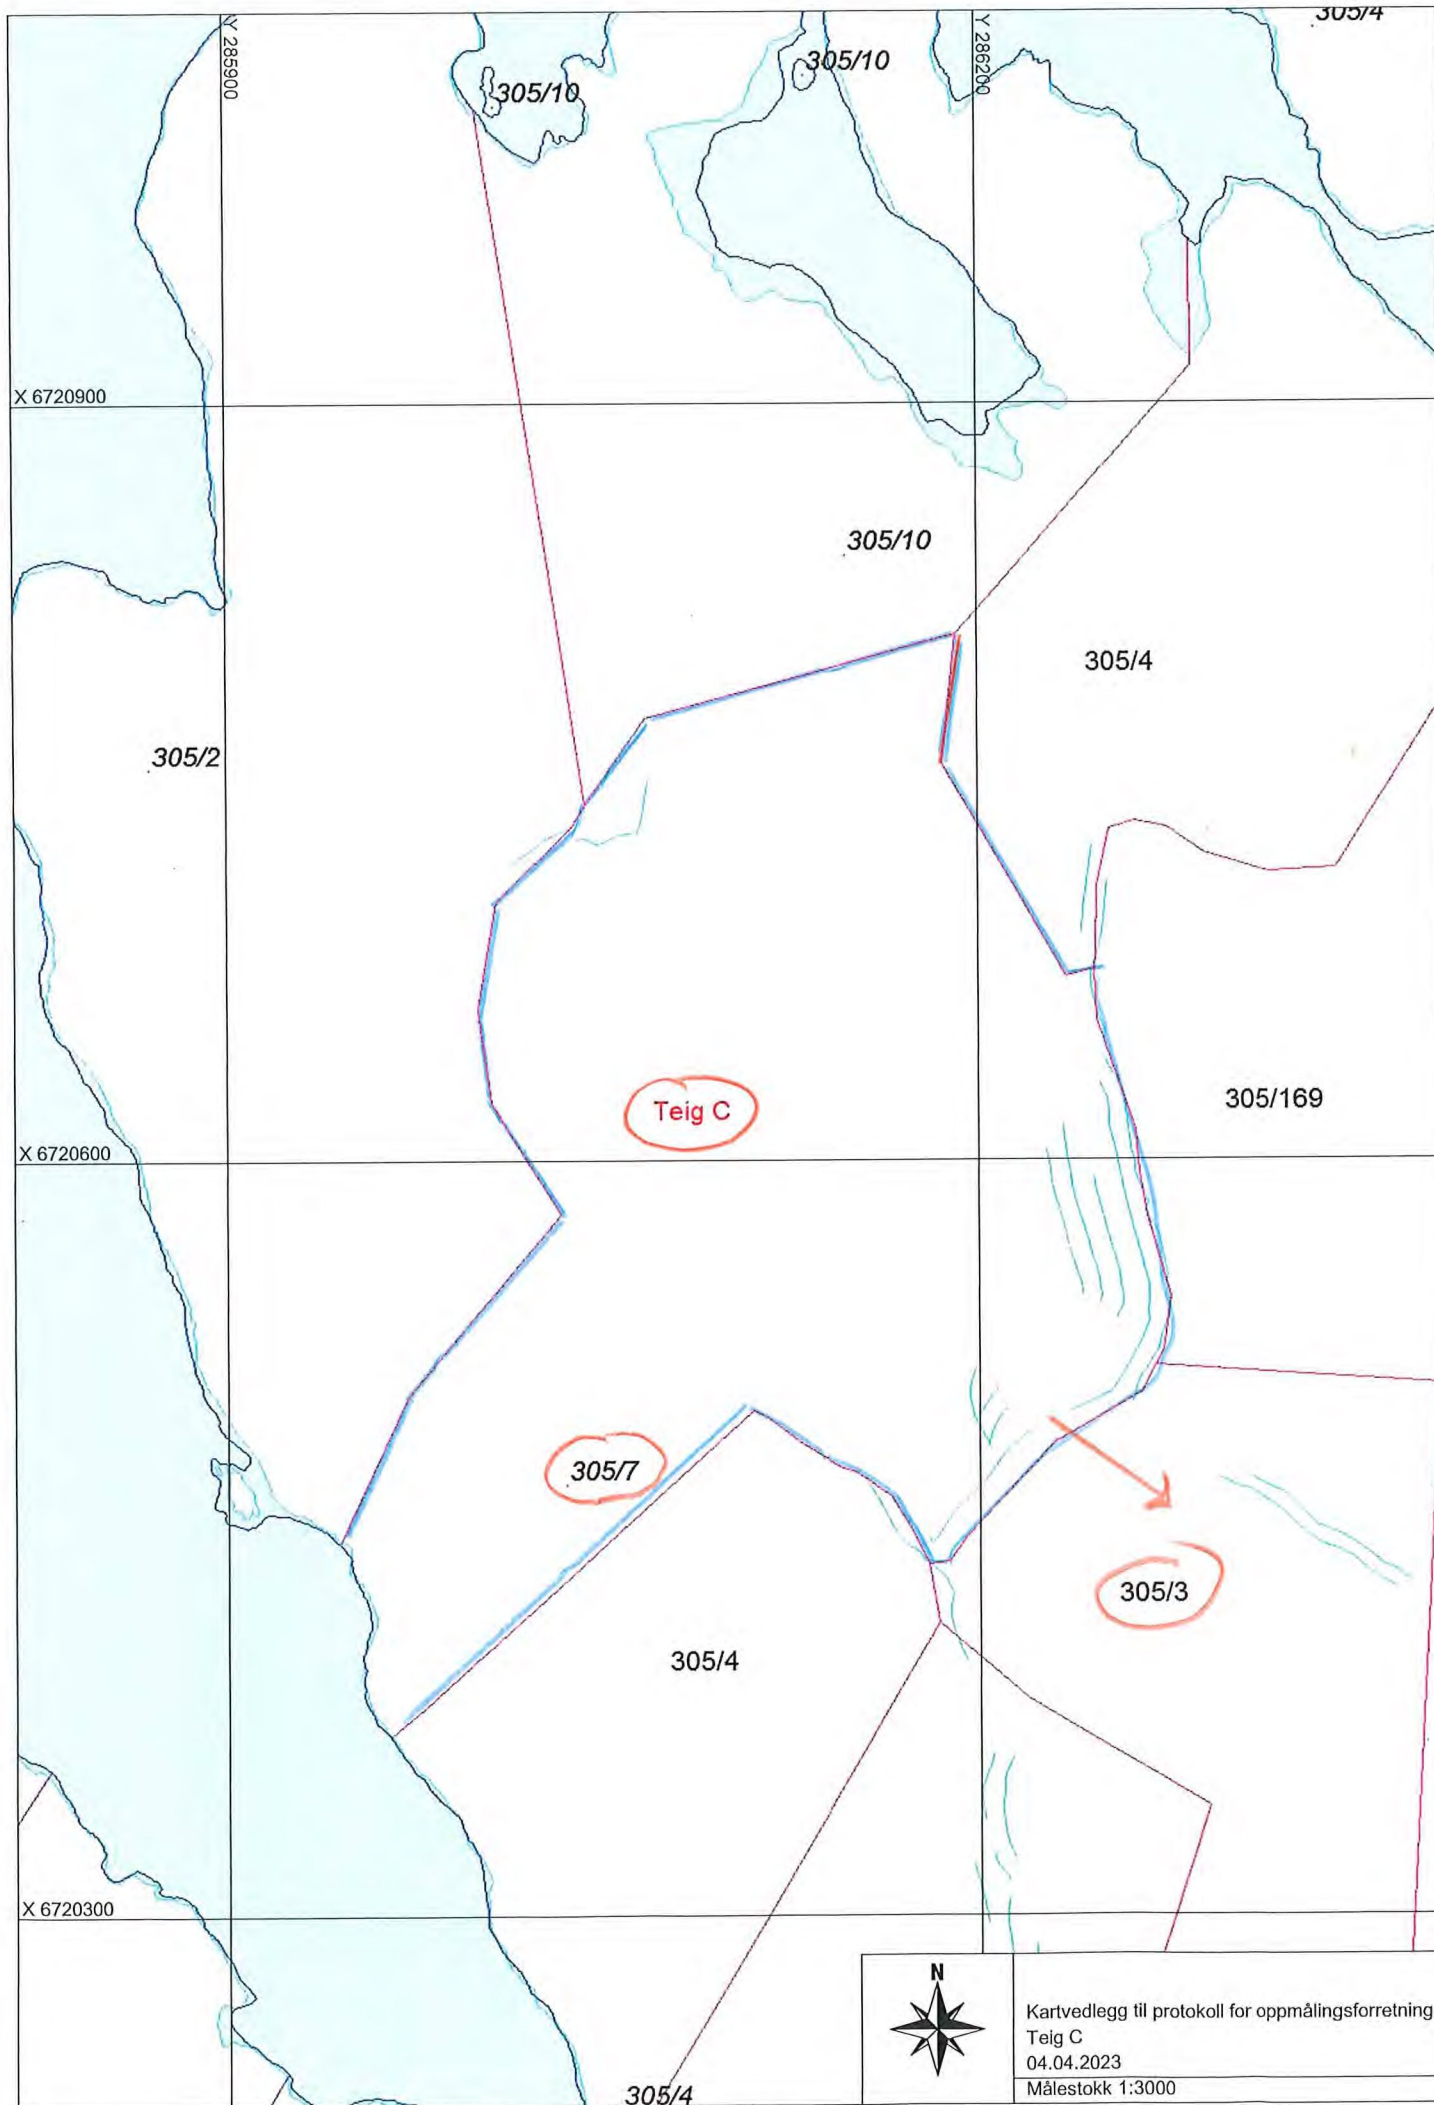 305/4
Y 285900
Y 286200
305/10
305/10
X 6720900
305/10
305/4
305/2
Teig C
305/169
X 6720600
305/7
305/3
305/4
X 6720300
N
Kartvedlegg til protokoll for oppmålingsforretning
Teig C
04.04.2023
Målestokk 1:3000
305/4